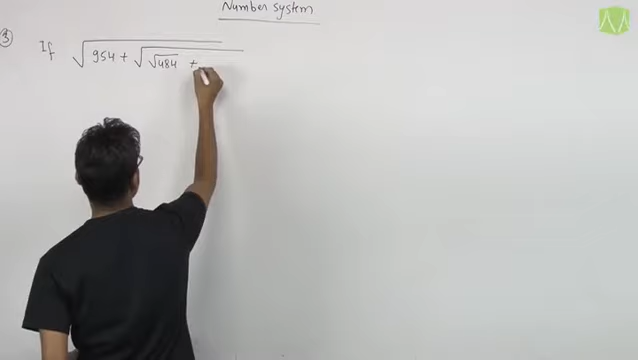 Number system
3 If √954 + √√484 +